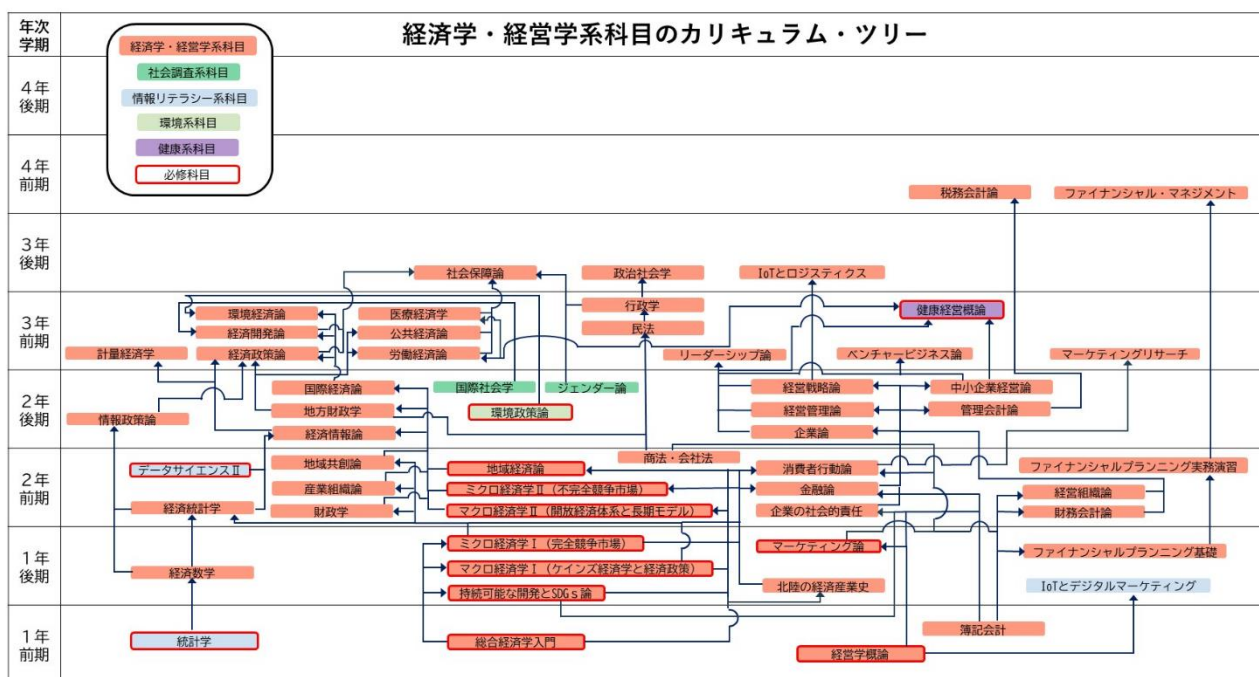 年次
学期
経済学・経営学系科目のカリキュラム・ツリー
経済学・経営学系科目
社会調査系科目
情報リテラシー系科目
環境系科目
健康系科目
必修科目
4年
後期
4年
前期
税務会計論
ファイナンシャル・マネジメント
3年
後期
社会保障論
政治社会学
IoTとロジスティクス
3年
前期
環境経済論
医療経済学
行政学
健康経営概論
経済開発論
公共経済論
民法
計量経済学
経済政策論
労働経済論
リーダーシップ論
ベンチャービジネス論
マーケティングリサーチ
2年
後期
国際経済論
国際社会学
ジェンダー論
経営戦略論
中小企業経営論
情報政策論
地方財政学
環境政策論
経営管理論
管理会計論
経済情報論
企業論
2年
前期
商法・会社法
データサイエンスⅡ
地域共創論
地域経済論
消費者行動論
ファイナンシャルプランニング実務演習
産業組織論
ミクロ経済学Ⅱ（不完全競争市場）
金融論
経営組織論
経済統計学
財政学
マクロ経済学Ⅱ（開放経済体系と長期モデル）
企業の社会的責任
財務会計論
1年
後期
ミクロ経済学Ⅰ（完全競争市場）
マーケティング論
ファイナンシャルプランニング基礎
経済数学
マクロ経済学Ⅰ（ケインズ経済学と経済政策）
持続可能な開発とSDGｓ論
北陸の経済産業史
IoTとデジタルマーケティング
1年
前期
統計学
総合経済学入門
簿記会計
経営学概論